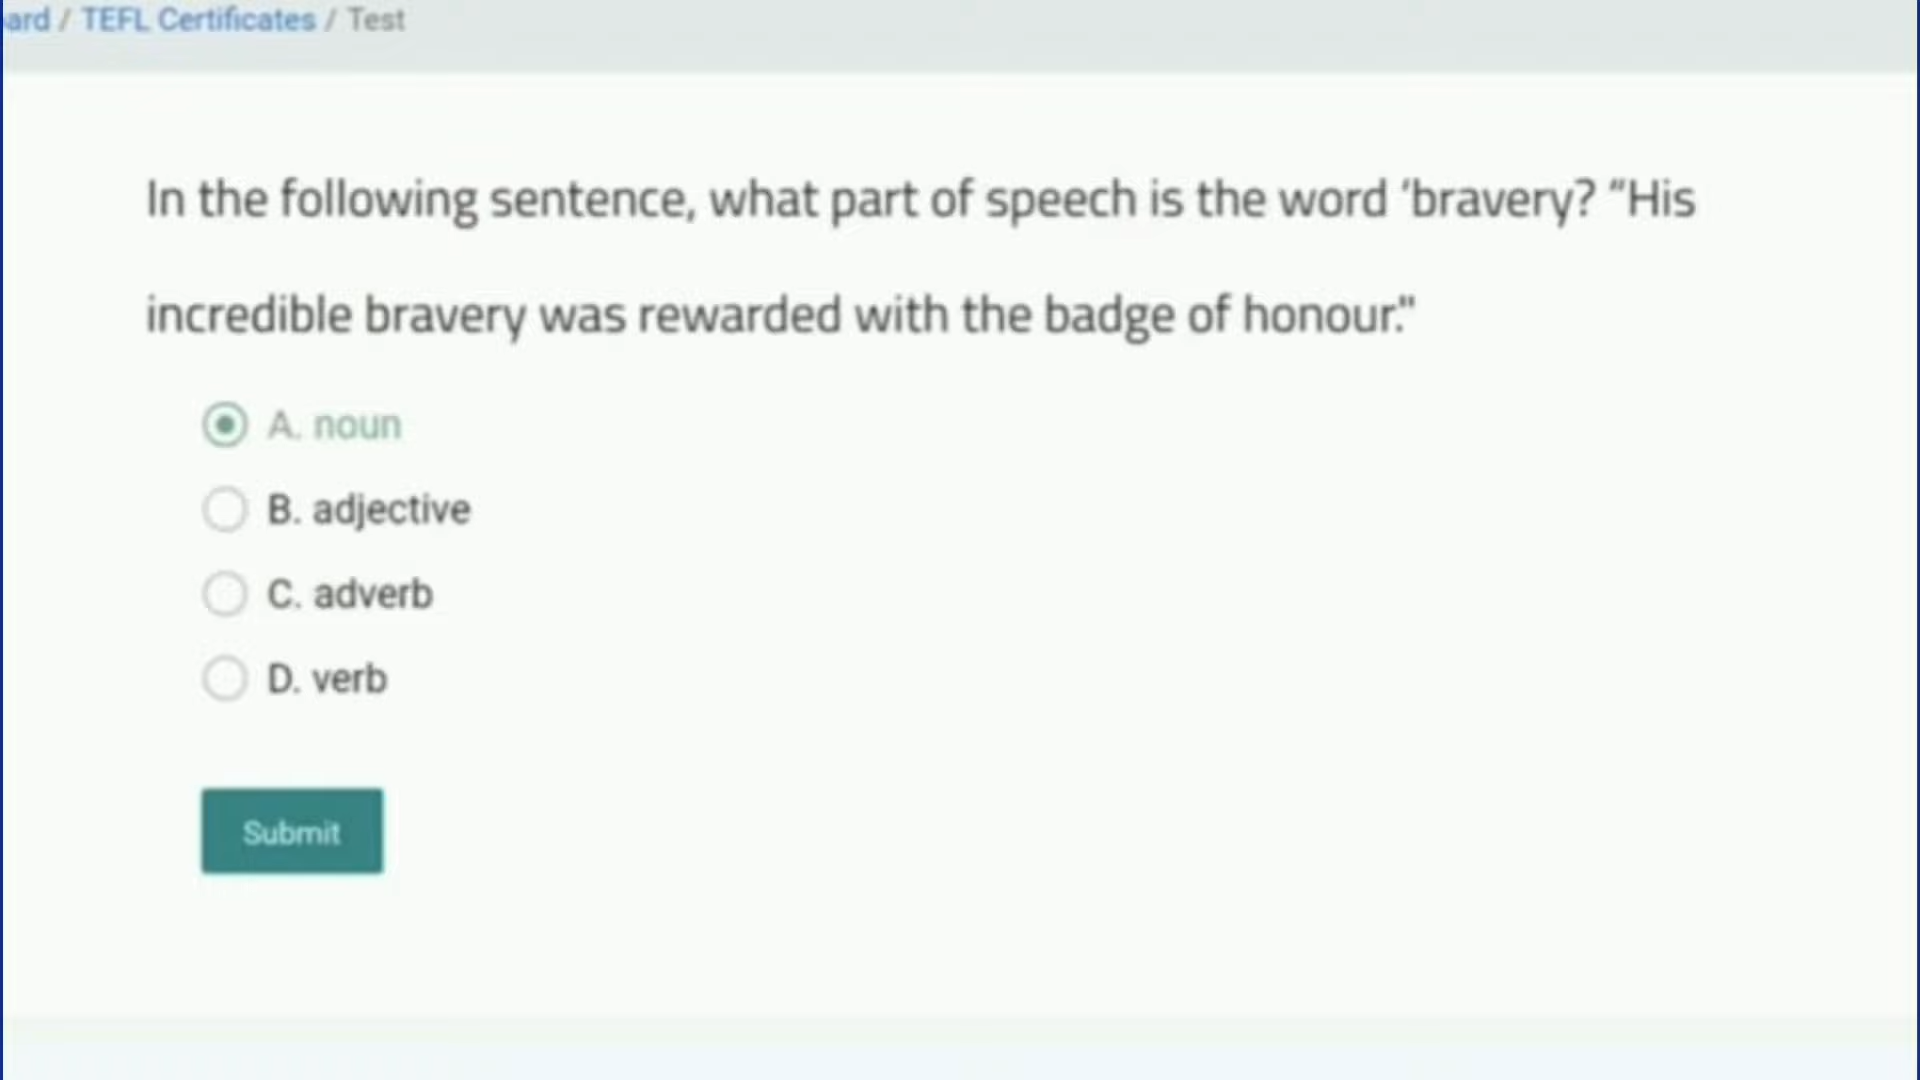 ard / TEFL Certificates / Test
In the following sentence, what part of speech is the word ‘bravery? “His
incredible bravery was rewarded with the badge of honour."
A. noun
B. adjective
C. adverb
D. verb
Submit